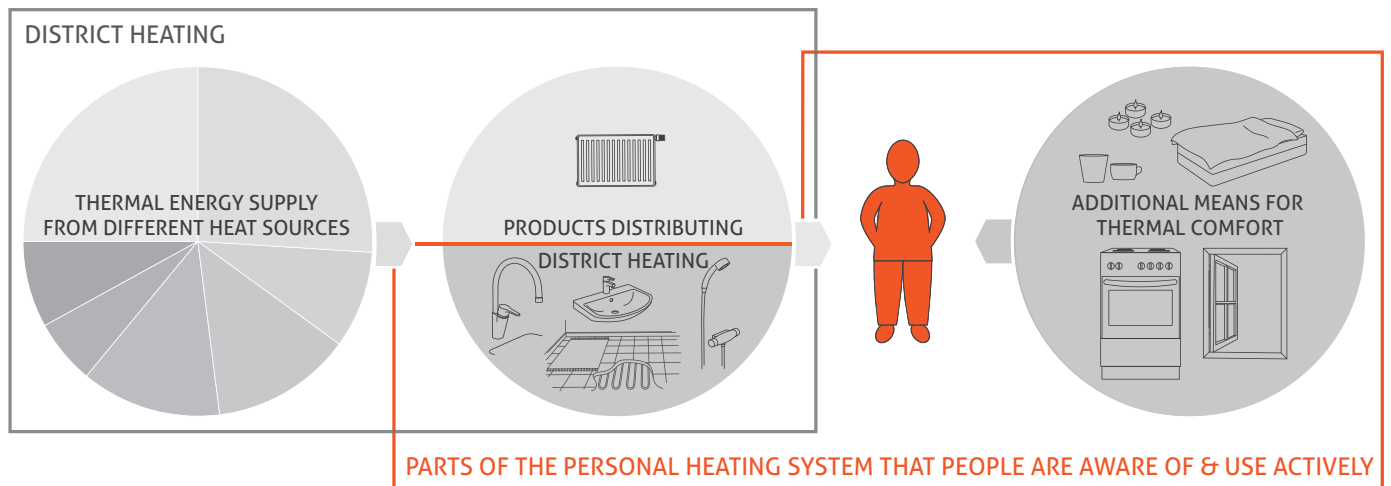 DISTRICT HEATING
THERMAL ENERGY SUPPLY
FROM DIFFERENT HEAT SOURCES
PRODUCTS DISTRIBUTING
DISTRICT HEATING
ADDITIONAL MEANS FOR
THERMAL COMFORT
PARTS OF THE PERSONAL HEATING SYSTEM THAT PEOPLE ARE AWARE OF & USE ACTIVELY